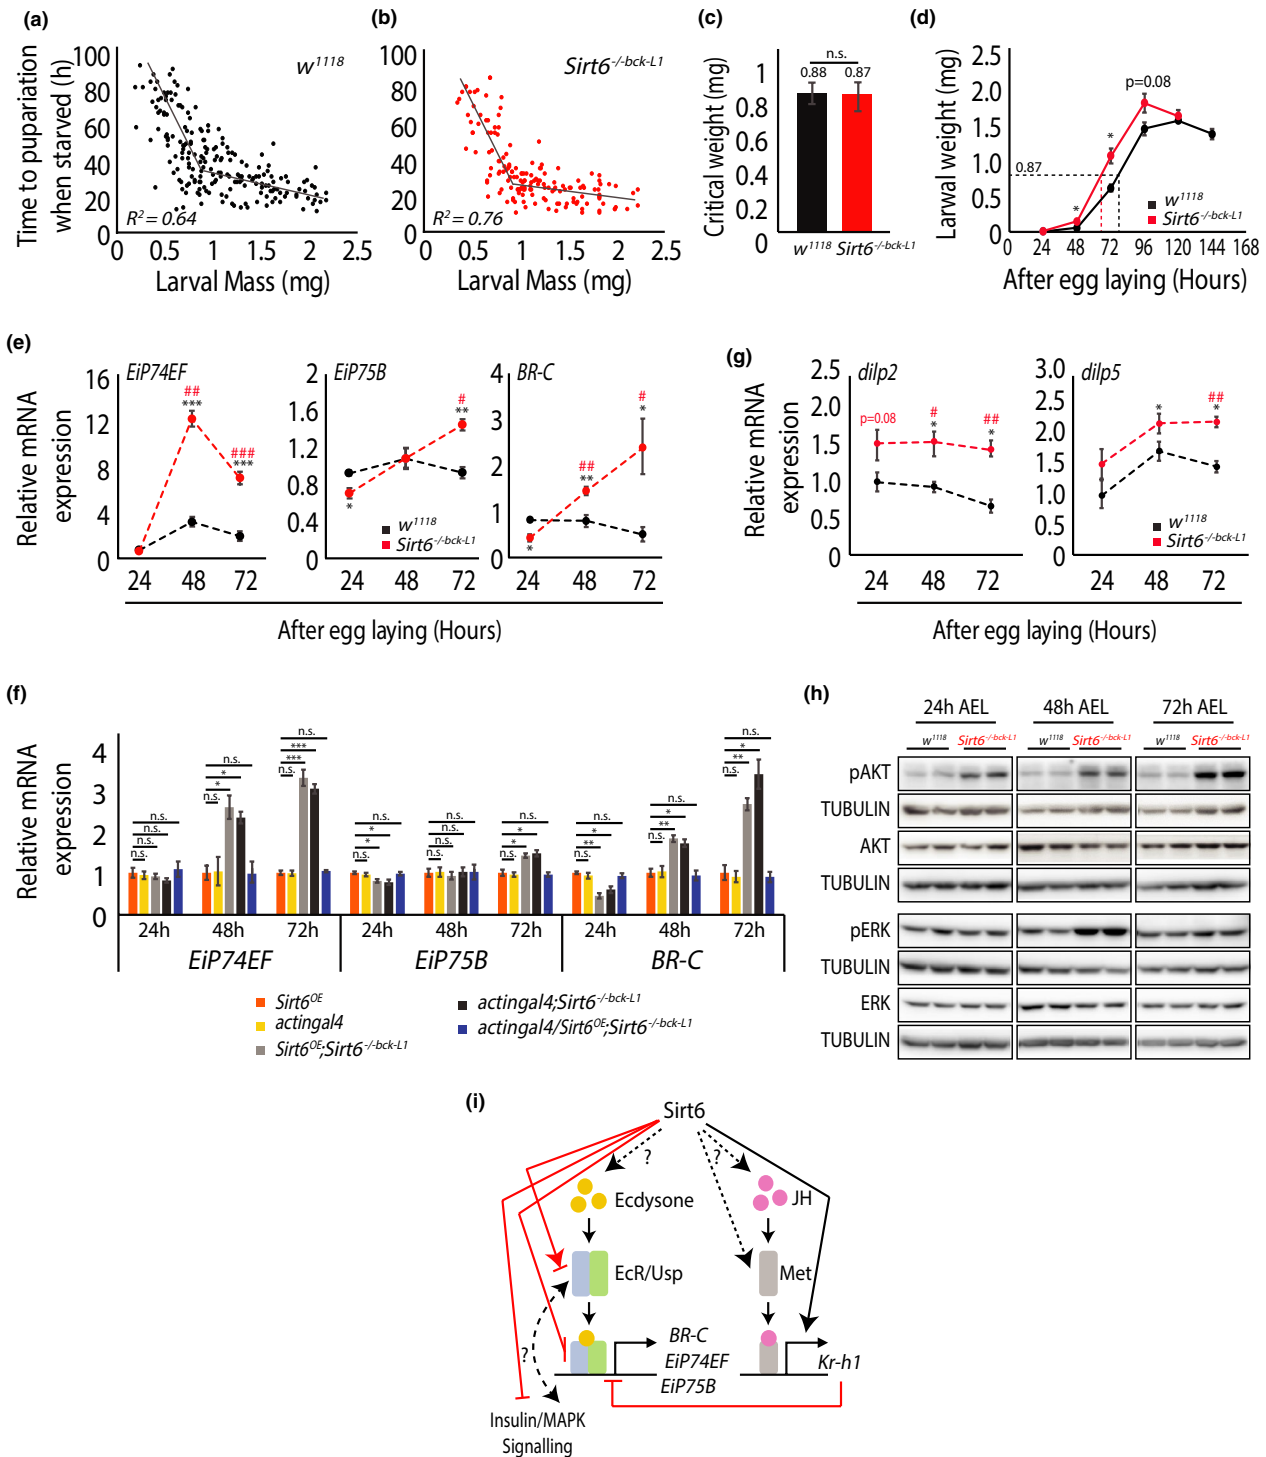 (a)
Time to pupariation
when starved (h)
100
80
60
40
20
0
w1118
R2 = 0.64
0 0.5 1 1.5 2 2.5
Larval Mass (mg)
(b)
100
80
60
40
20
0
Sirt6-/-bck-L1
R2 = 0.76
0 0.5 1 1.5 2 2.5
Larval Mass (mg)
(c)
Critical weight (mg)
1
0.8
0.6
0.4
0.2
0
n.s.
0.88 0.87
w1118 Sirt6-/-bck-L1
(d)
Larwal weight (mg)
2.5
2.0
1.5
1.0
0.5
0
p=0.08
*
*
0.87
w1118
Sirt6-/-bck-L1
0 24 48 72 96 120 144 168
After egg laying (Hours)
(e)
Relative mRNA
expression
EiP74EF
16
12
8
4
0
##
***
###
***
24 48 72
EiP75B
2
1.6
1.2
0.8
0.4
0
#
**
*
w1118
Sirt6-/-bck-L1
24 48 72
BR-C
4
3
2
1
0
#
*
##
**
*
24 48 72
After egg laying (Hours)
(g)
Relative mRNA
expression
dilp2
2.5
2.0
1.5
1.0
0.5
0
p=0.08
#
*
##
*
24 48 72
dilp5
3.0
2.5
2.0
1.5
1.0
0.5
0
*
##
*
w1118
Sirt6-/-bck-L1
24 48 72
After egg laying (Hours)
(f)
Relative mRNA
expression
4
3
2
1
0
n.s.
n.s.
n.s.
n.s.
n.s.
*
*
n.s.
n.s.
***
***
n.s.
n.s.
*
*
n.s.
n.s.
n.s.
n.s.
n.s.
n.s.
*
*
n.s.
n.s.
*
**
n.s.
n.s.
*
**
n.s.
n.s.
*
**
n.s.
24h 48h 72h 24h 48h 72h 24h 48h 72h
EiP74EF EiP75B BR-C
Sirt6OE
actingal4
Sirt6OE;Sirt6-/-bck-L1
actingal4;Sirt6-/-bck-L1
actingal4/Sirt6OE;Sirt6-/-bck-L1
(h)
24h AEL 48h AEL 72h AEL
w1118 Sirt6-/-bck-L1 w1118 Sirt6-/-bck-L1 w1118 Sirt6-/-bck-L1
pAKT
TUBULIN
AKT
TUBULIN
pERK
TUBULIN
ERK
TUBULIN
(i)
Sirt6
? ?
Ecdysone JH
EcR/Usp Met
BR-C
EiP74EF
EiP75B
Kr-h1
?
Insulin/MAPK
Signalling